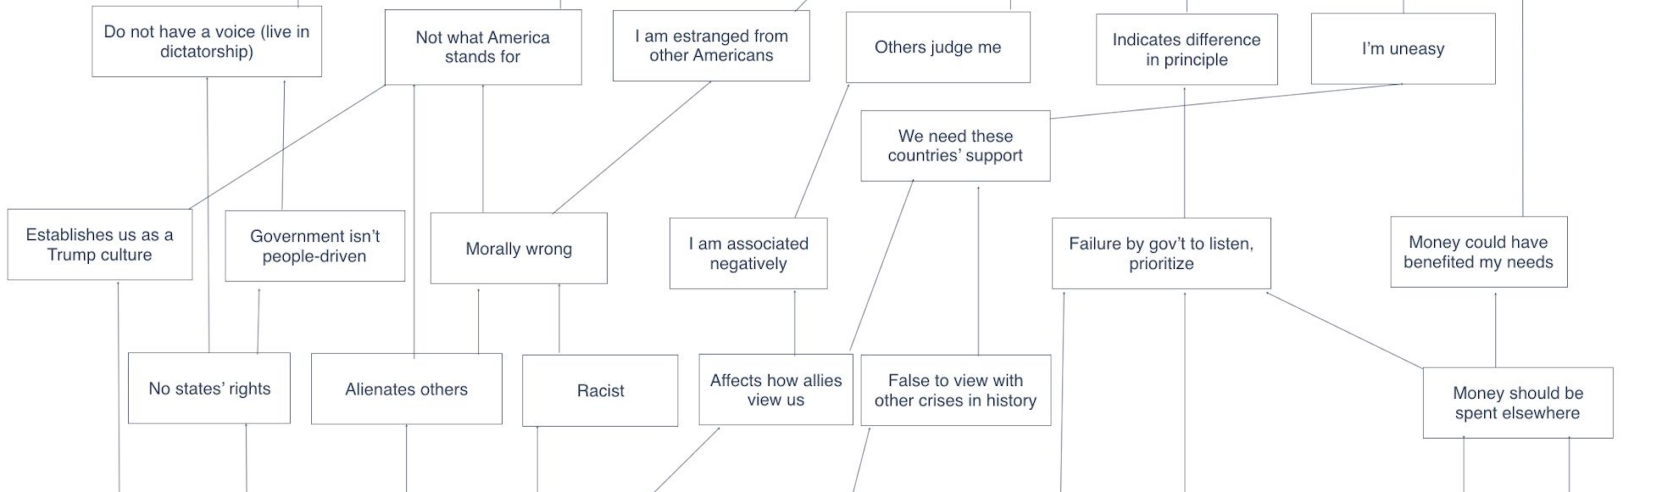 Do not have a voice (live in
dictatorship)
Not what America
stands for
I am estranged from
other Americans
Others judge me
Indicates difference
in principle
I’m uneasy
We need these
countries’ support
Establishes us as a
Trump culture
Government isn’t
people-driven
Morally wrong
I am associated
negatively
Failure by gov’t to listen,
prioritize
Money could have
benefited my needs
No states’ rights
Alienates others
Racist
Affects how allies
view us
False to view with
other crises in history
Money should be
spent elsewhere